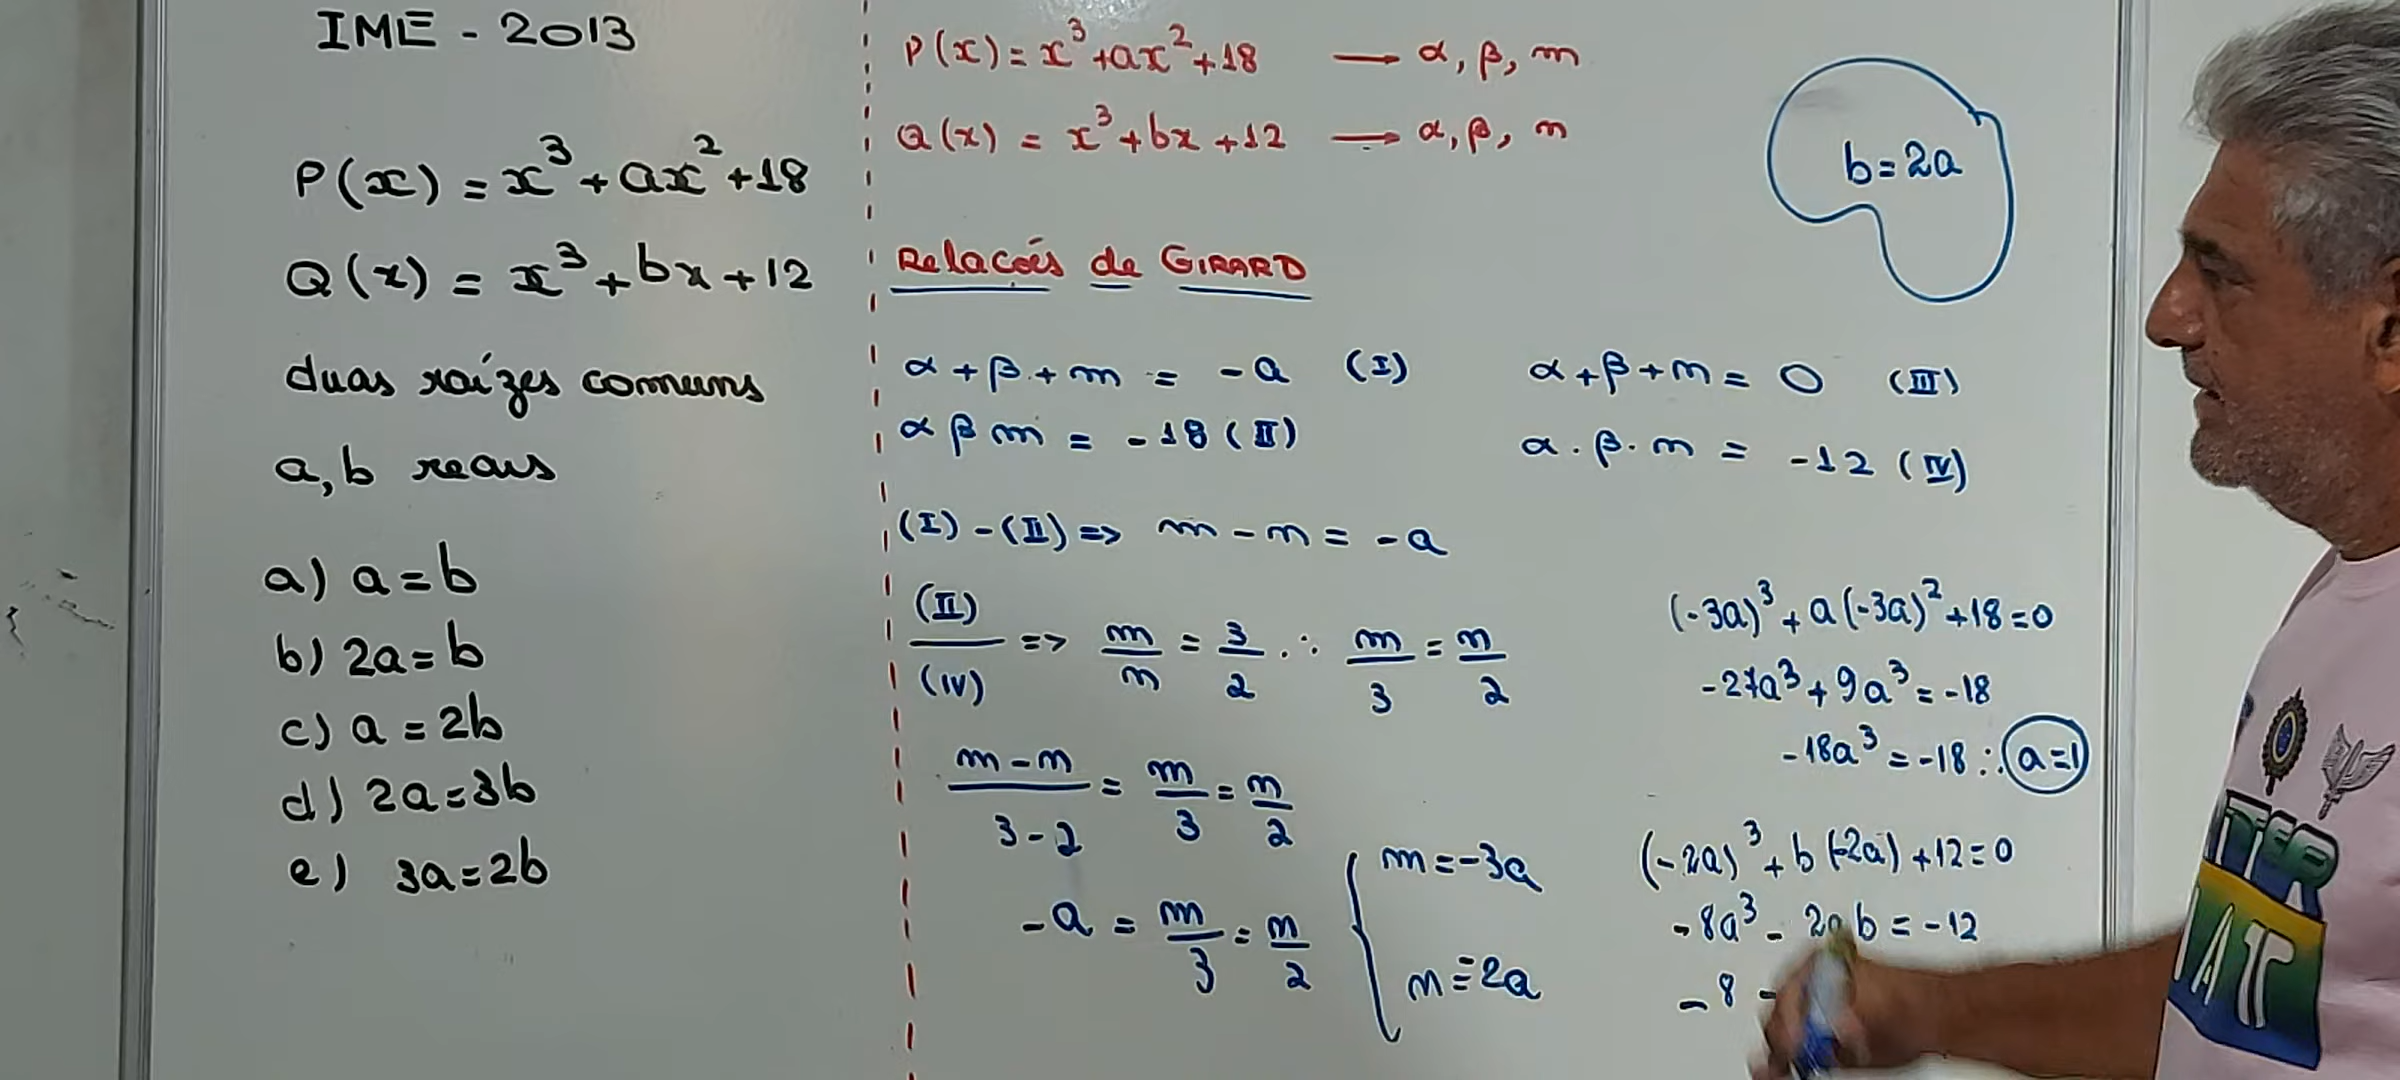 IME - 2013
P(x) = x³ + ax² + 18
Q(x) = x³ + bx + 12
duas raízes comuns
a, b reais
a) a = b
b) 2a = b
c) a = 2b
d) 2a = 3b
e) 3a = 2b
P(x) = x³ + ax² + 18 → α, β, m
Q(x) = x³ + bx + 12 → α, β, n
Relacões de GIRARD
α + β + m = -a (I)
α β m = -18 (II)
α + β + n = 0 (III)
α . β . n = -12 (IV)
(I) - (II) => m - n = -a
(II)/(IV) => m/n = 3/2 ∴ m/3 = n/2
m - n/3 - 2 = m/3 = n/2
-a = m/3 = n/2
m = -3a
n = -2a
b = 2a
(-3a)³ + a(-3a)² + 18 = 0
-27a³ + 9a³ = -18
-18a³ = -18 ∴ a = 1
(-2a)³ + b(-2a) + 12 = 0
-8a³ - 2ab = -12
-8 -